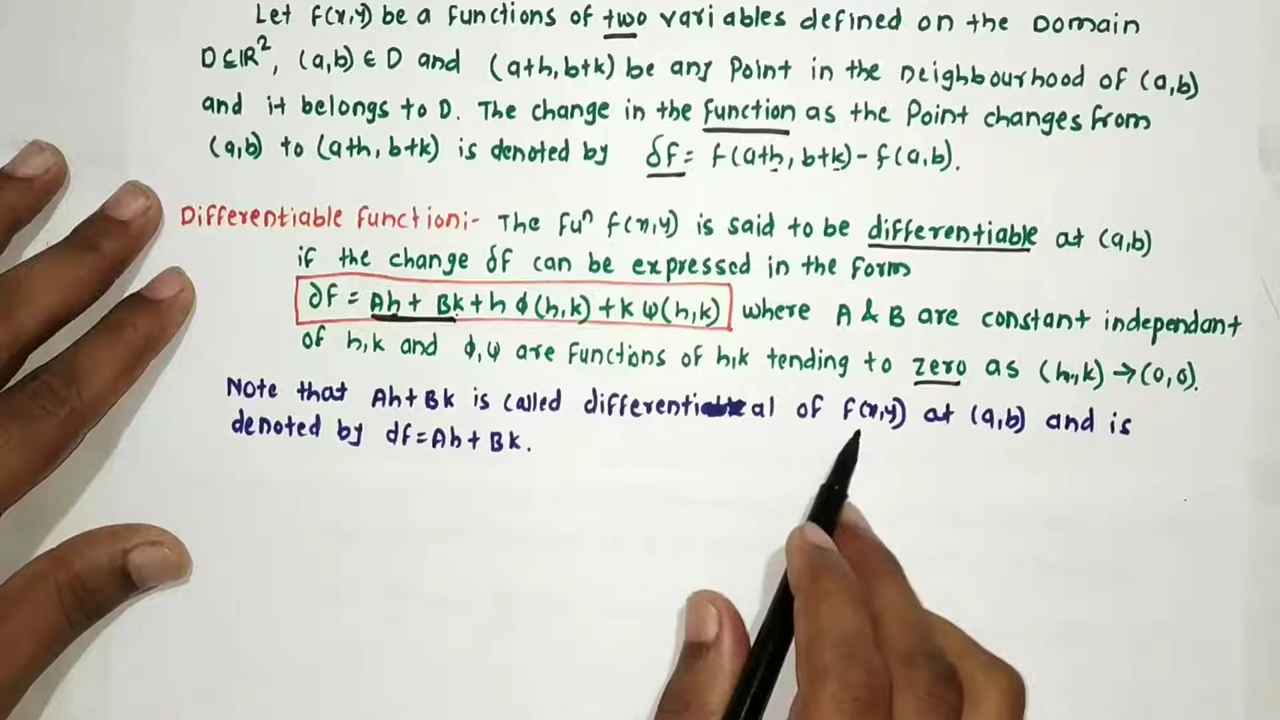 Let f(x,y) be a functions of two variables defined on the Domain
D⊆ℝ², (a,b) ∈ D and (a+h, b+k) be any Point in the neighbourhood of (a,b)
and it belongs to D. The change in the function as the Point changes from
(a,b) to (a+h, b+k) is denoted by δf = f(a+h, b+k) - f(a,b).
Differentiable function:- The Fuⁿ f(x,y) is said to be differentiable at (a,b)
if the change δf can be expressed in the form
δf = Ah + Bk + h ϕ(h,k) + k ψ(h,k) where A & B are constant independant
of h,k and ϕ,ψ are functions of h,k tending to zero as (h,k) → (0,0).
Note that Ah+Bk is called differential of f(x,y) at (a,b) and is
denoted by df = Ah + Bk.